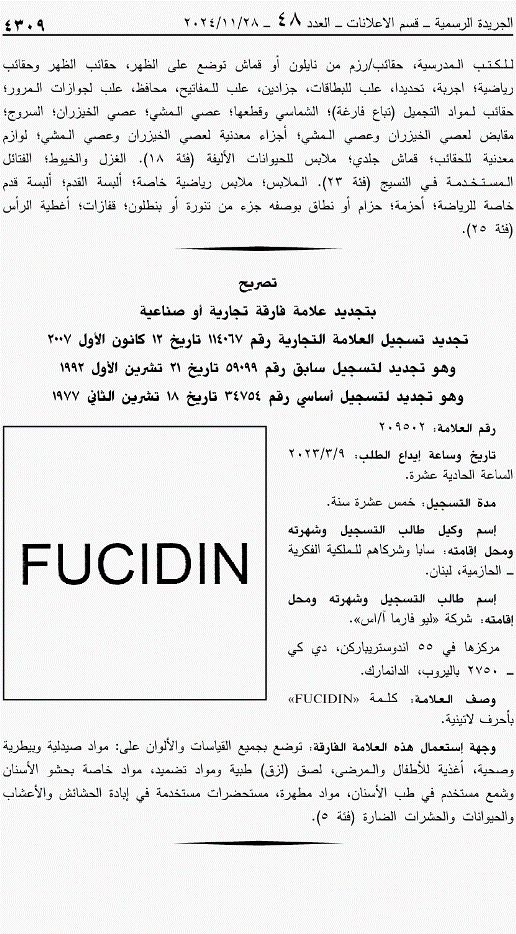 الجريدة الرسمية ــ قسم الاعلانات ــ العدد ٤٨ ــ ٢٠٢٤/١١/٢٨
٤٣٠٩
للكتب المدرسية، حقائب/رزم من نايلون أو قماش توضع على الظهر، حقائب الظهر وحقائب
رياضية؛ اجربة، تحديدا، علب للبطاقات، جزادين، علب للمفاتيح، محافظ، علب لجوازات المرور؛
حقائب لمواد التجميل (تباع فارغة)؛ الشماسي وقطعها؛ عصي المشي؛ عصي الخيزران؛ السروج؛
مقابض لعصي الخيزران وعصي المشي؛ أجزاء معدنية لعصي الخيزران وعصي المشي؛ لوازم
معدنية للحقائب؛ قماش جلدي؛ ملابس للحيوانات الأليفة (فئة ١٨). الغزل والخيوط؛ الفتائل
المستخدمة في النسيج (فئة ٢٣). الملابس؛ ملابس رياضية خاصة؛ ألبسة القدم؛ ألبسة قدم
خاصة للرياضة؛ أحزمة؛ حزام أو نطاق بوصفه جزء من تنورة أو بنطلون؛ قفازات؛ أغطية الرأس
(فئة ٢٥).
تصريح
بتجديد علامة فارقة تجارية أو صناعية
تجديد تسجيل العلامة التجارية رقم ١١٤٠٦٧ تاريخ ١٢ كانون الأول ٢٠٠٧
وهو تجديد لتسجيل سابق رقم ٥٩٠٩٩ تاريخ ٢١ تشرين الأول ١٩٩٢
وهو تجديد لتسجيل أساسي رقم ٣٤٧٥٤ تاريخ ١٨ تشرين الثاني ١٩٧٧
رقم العلامة: ٢٠٩٥٠٢
تاريخ وساعة إيداع الطلب: ٢٠٢٣/٣/٩
الساعة الحادية عشرة.
مدة التسجيل: خمس عشرة سنة.
إسم وكيل طالب التسجيل وشهرته
ومحل إقامته: سابا وشركاهم للملكية الفكرية
ــ الحازمية، لبنان.
إسم طالب التسجيل وشهرته ومحل
إقامته: شركة «ليو فارما آ/اس».
مركزها في ٥٥ اندوستريباركن، دي كي
ــ ٢٧٥٠ باليروب، الدانمارك.
وصف العلامة: كلمة «FUCIDIN»
بأحرف لاتينية.
FUCIDIN
وجهة إستعمال هذه العلامة الفارقة: توضع بجميع القياسات والألوان على: مواد صيدلية وبيطرية
وصحية، أغذية للأطفال والمرضى، لصق (لزق) طبية ومواد تضميد، مواد خاصة بحشو الأسنان
وشمع مستخدم في طب الأسنان، مواد مطهرة، مستحضرات مستخدمة في إبادة الحشائش والأعشاب
والحيوانات والحشرات الضارة (فئة ٥).